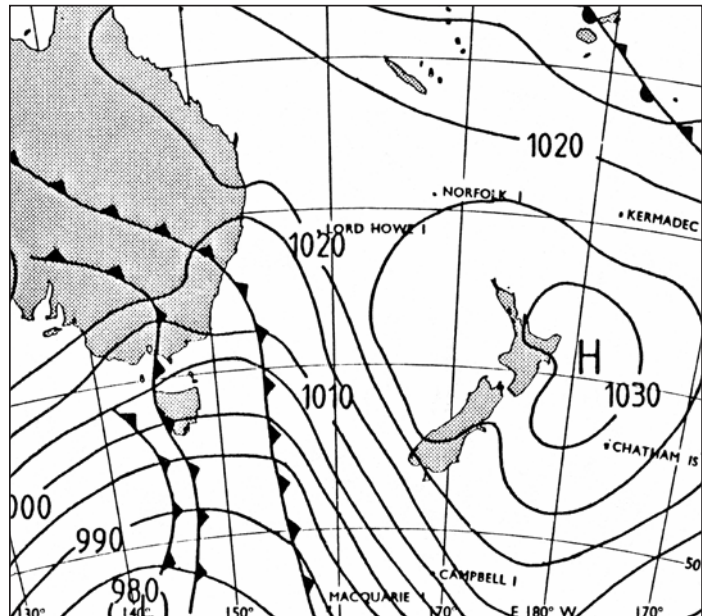 1020
NORFOLK I
KERMADEC
LORD HOWE I
1020
H
1030
1010
CHATHAM IS
000
990
50
CAMPBELL I
980
MACQUARIE I
130°
140°
150°
170°
E 180° W
170°